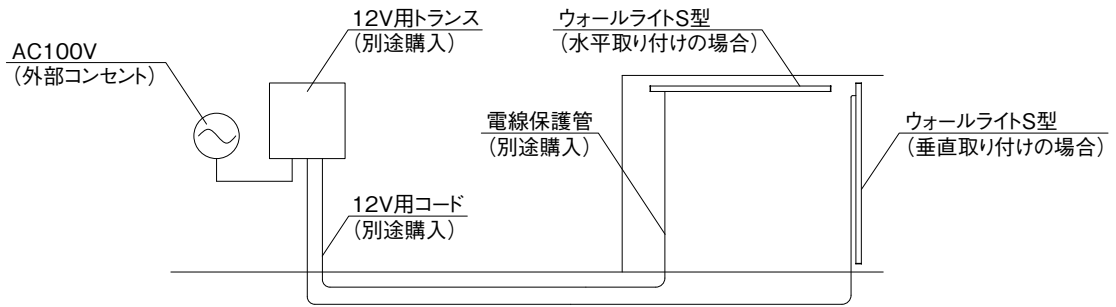 12V用トランス
（別途購入）
ウォールライトS型
（水平取り付けの場合）
AC100V
（外部コンセント）
電線保護管
（別途購入）
ウォールライトS型
（垂直取り付けの場合）
12V用コード
（別途購入）